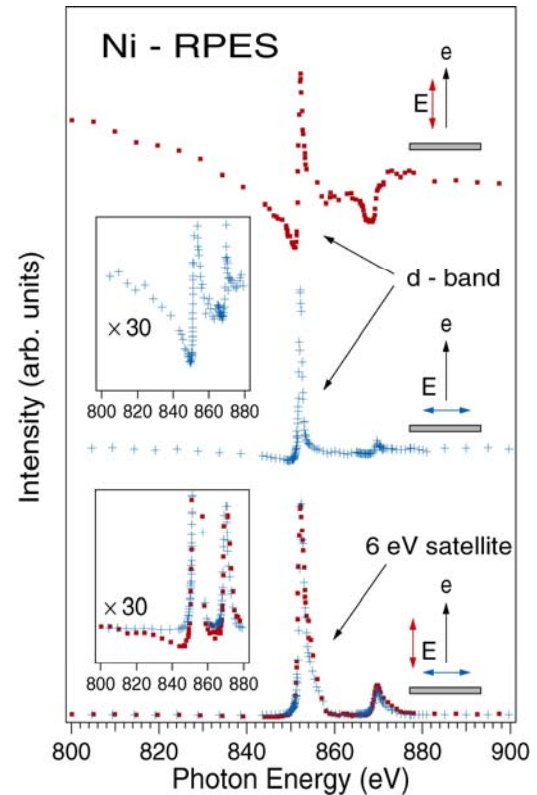 Ni - RPES
e
E
d - band
× 30
800 820 840 860 880
e
E
6 eV satellite
× 30
800 820 840 860 880
e
E
Intensity (arb. units)
800 820 840 860 880 900
Photon Energy (eV)